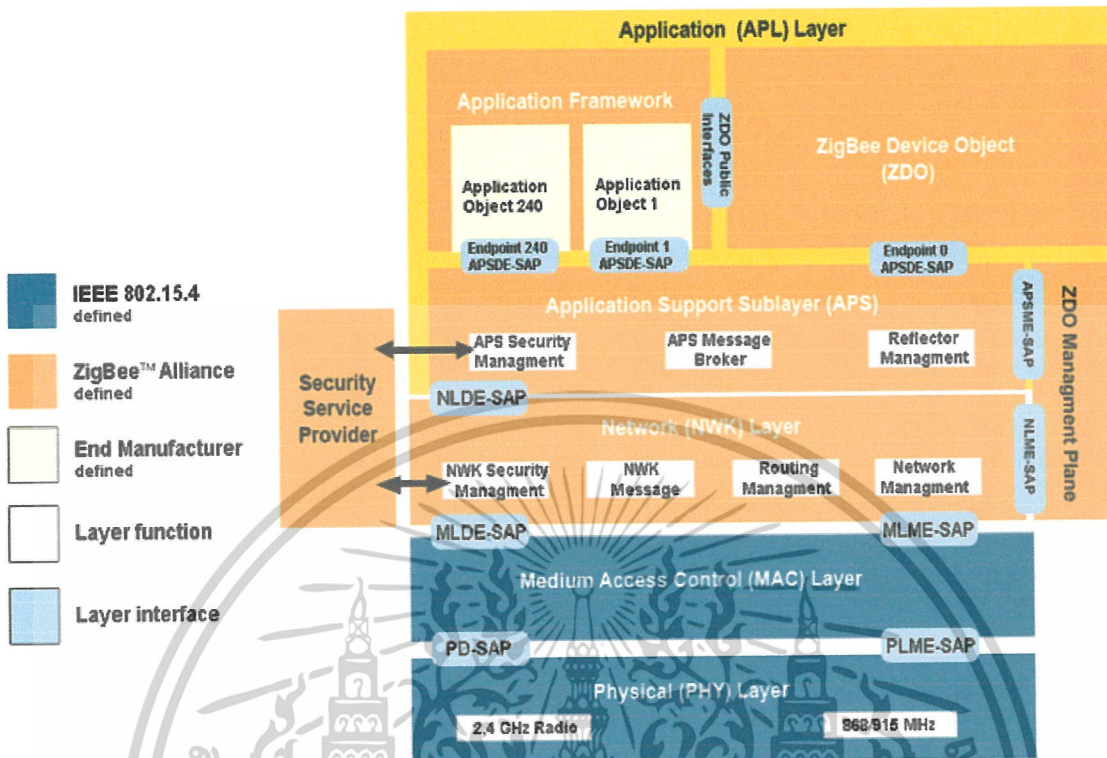 Application (APL) Layer
Application Framework
ZDO Public
Interfaces
ZigBee Device Object
(ZDO)
Application
Object 240
Application
Object 1
Endpoint 240
APSDE-SAP
Endpoint 1
APSDE-SAP
Endpoint 0
APSDE-SAP
IEEE 802.15.4
defined
ZigBee™ Alliance
defined
End Manufacturer
defined
Layer function
Layer interface
Security
Service
Provider
Application Support Sublayer (APS)
APS Security
Managment
APS Message
Broker
Reflector
Managment
APSME-SAP
ZDO Managment Plane
NLDE-SAP
Network (NWK) Layer
NWK Security
Managment
NWK
Message
Routing
Managment
Network
Managment
NLME-SAP
MLDE-SAP
MLME-SAP
Medium Access Control (MAC) Layer
PD-SAP
PLME-SAP
Physical (PHY) Layer
2,4 GHz Radio
868/915 MHz